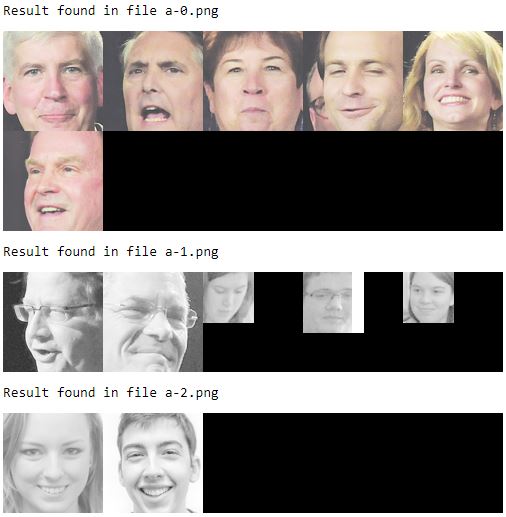 Result found in file a-0.png
Result found in file a-1.png
Result found in file a-2.png